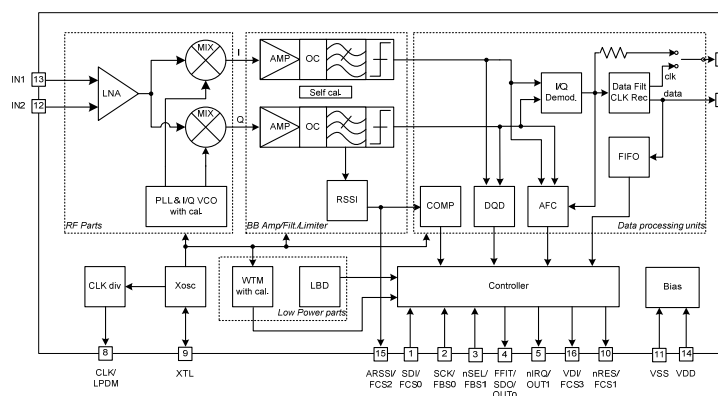 MIX
I
AMP
OC
IN1
13
LNA
Self cal.
I/Q
Demod.
Data Filt
CLK Rec
clk
data
IN2
12
MIX
Q
AMP
OC
FIFO
PLL & I/Q VCO
with cal.
RSSI
COMP
DQD
AFC
RF Parts
BB Amp/Filt./Limiter
Data processing units
CLK div
Xosc
WTM
with cal.
LBD
Low Power parts
Controller
Bias
8
9
15
1
2
3
4
5
16
10
11
14
CLK/
LPDM
XTL
ARSSI/
FCS2
SDI/
FCS0
SCK/
FBS0
nSEL/
FBS1
FFIT/
SDO/
nIRQ/
OUT1
VDI/
FCS3
nRES/
FCS1
VSS
VDD